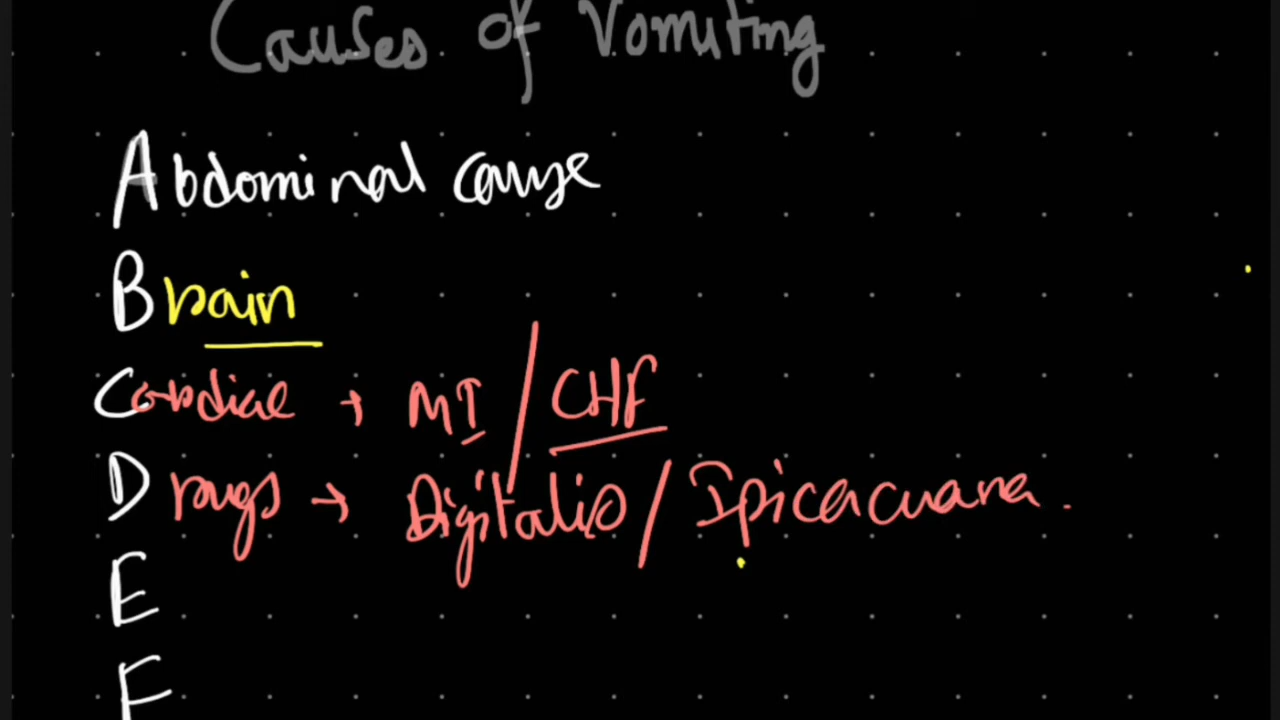 Causes of Vomiting
Abdominal cause
Brain
Cardiac → MI / CHF
Drugs → Digitalis / Ipicacuana.
E
F